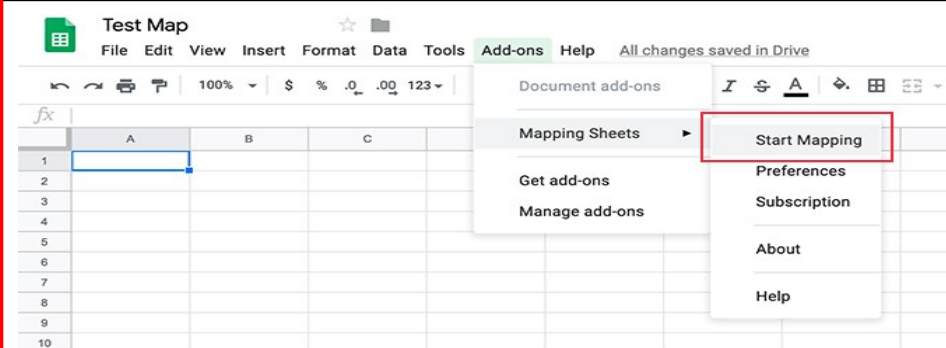 Test Map
File Edit View Insert Format Data Tools Add-ons Help All changes saved in Drive
100% $ % .0 .00 123 I S A
fx
Document add-ons
Mapping Sheets
Get add-ons
Manage add-ons
Start Mapping
Preferences
Subscription
About
Help
A B C
1
2
3
4
5
6
7
8
9
10